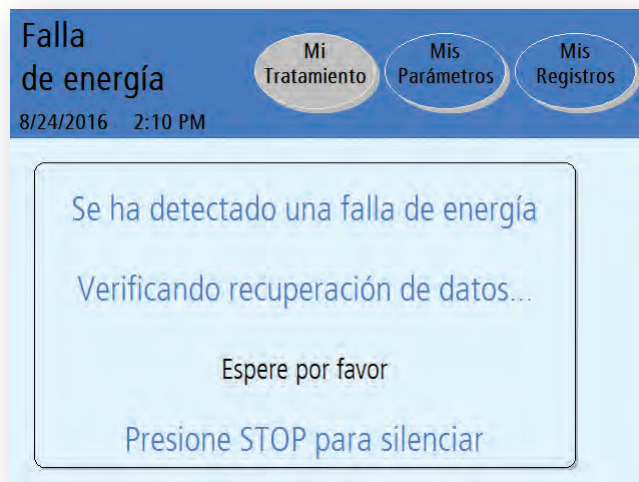 Falla
de energía
8/24/2016 2:10 PM
Mi
Tratamiento
Mis
Parámetros
Mis
Registros
Se ha detectado una falla de energía
Verificando recuperación de datos...
Espere por favor
Presione STOP para silenciar